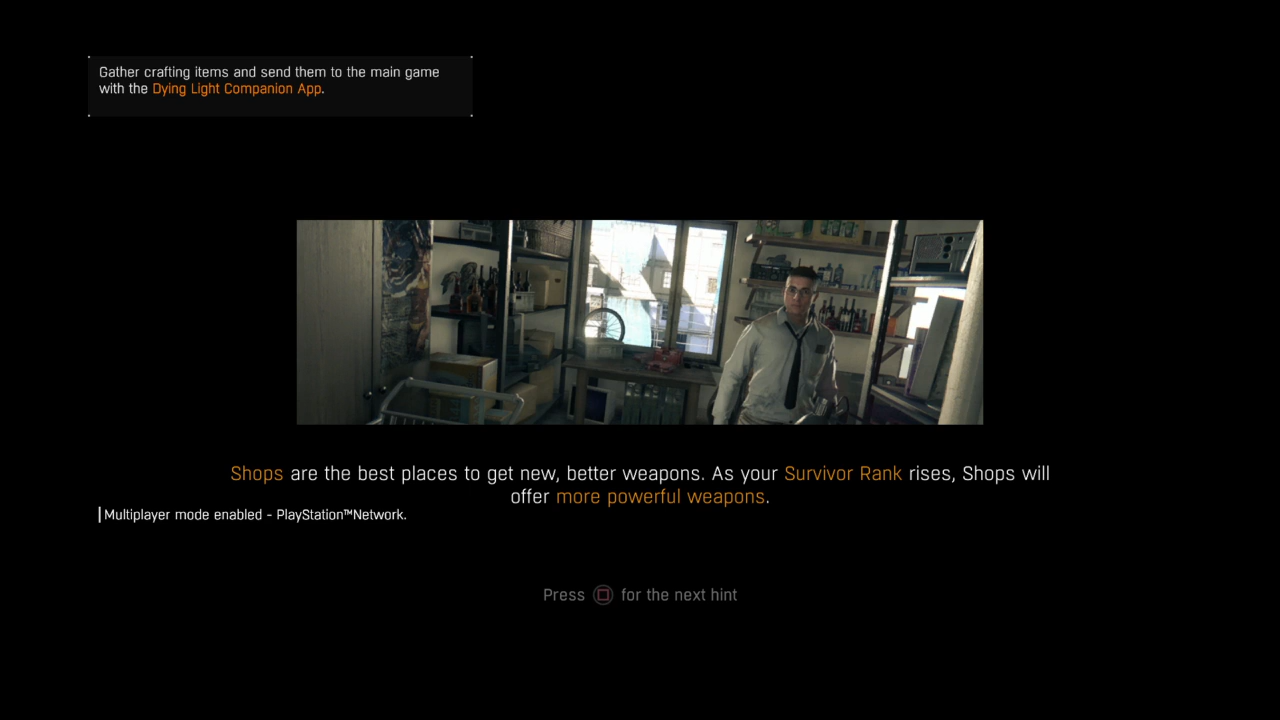 Gather crafting items and send them to the main game
with the Dying Light Companion App.
Shops are the best places to get new, better weapons. As your Survivor Rank rises, Shops will
offer more powerful weapons.
Multiplayer mode enabled - PlayStation™Network.
Press □ for the next hint